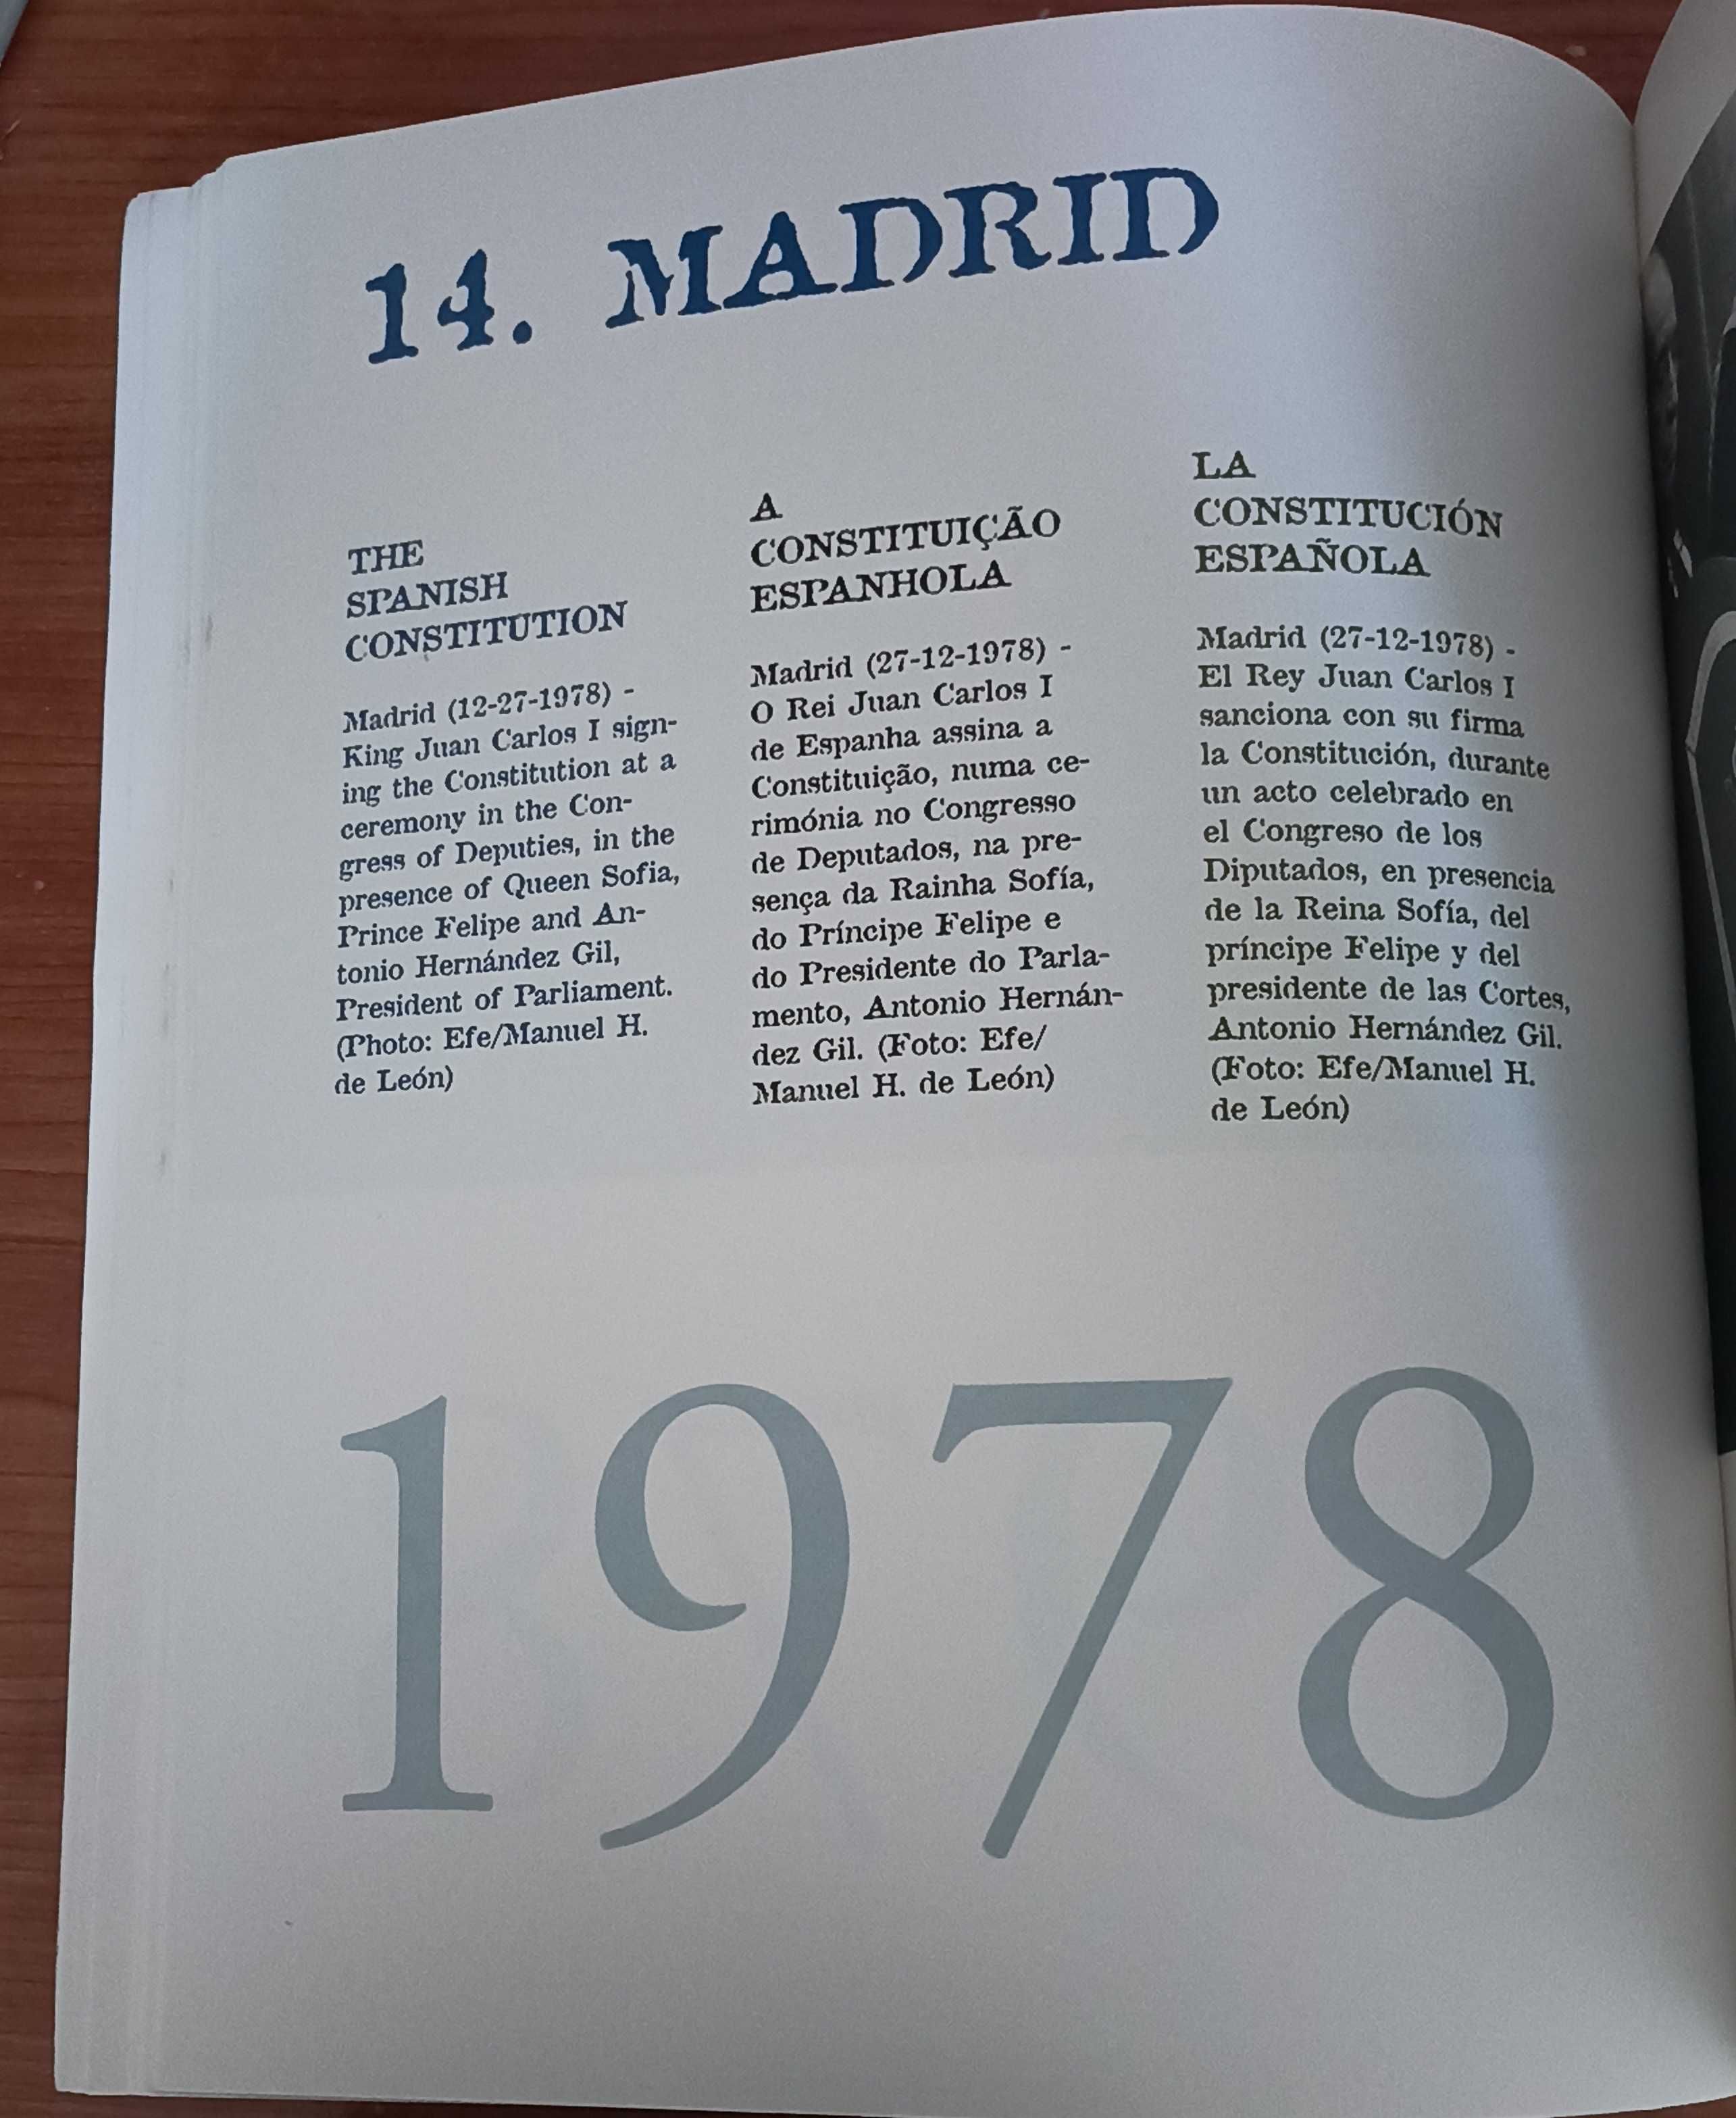 14. MADRID
THE
SPANISH
CONSTITUTION
Madrid (12-27-1978) -
King Juan Carlos I sign-
ing the Constitution at a
ceremony in the Con-
gress of Deputies, in the
presence of Queen Sofia,
Prince Felipe and An-
tonio Hernández Gil,
President of Parliament.
(Photo: Efe/Manuel H.
de León)
A
CONSTITUIÇÃO
ESPANHOLA
Madrid (27-12-1978) -
O Rei Juan Carlos I
de Espanha assina a
Constituição, numa ce-
rimónia no Congresso
de Deputados, na pre-
sença da Rainha Sofía,
do Príncipe Felipe e
do Presidente do Parla-
mento, Antonio Hernán-
dez Gil. (Foto: Efe/
Manuel H. de León)
LA
CONSTITUCIÓN
ESPAÑOLA
Madrid (27-12-1978) -
El Rey Juan Carlos I
sanciona con su firma
la Constitución, durante
un acto celebrado en
el Congreso de los
Diputados, en presencia
de la Reina Sofía, del
príncipe Felipe y del
presidente de las Cortes,
Antonio Hernández Gil.
(Foto: Efe/Manuel H.
de León)
1978